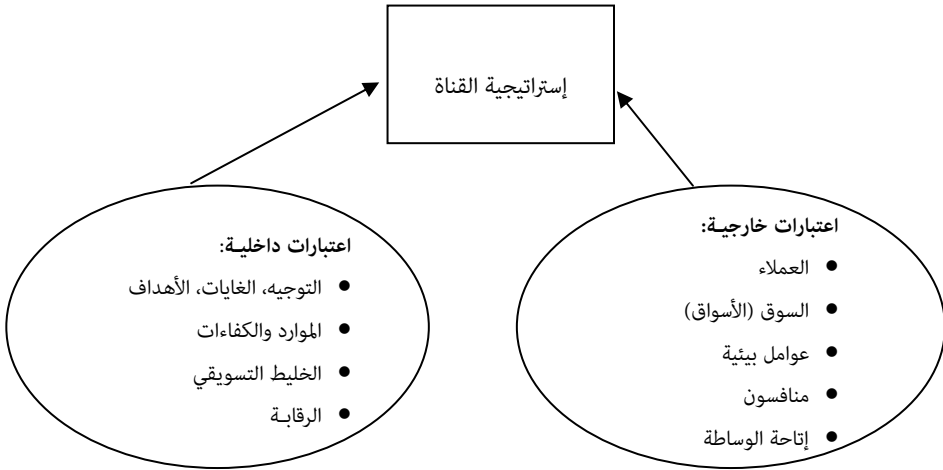 إستراتيجية القناة
اعتبارات خارجيـة:
● العملاء
● السوق (الأسواق)
● عوامل بيئية
● منافسون
● إتاحة الوساطة
اعتبارات داخليـة:
● التوجيه، الغايات، الأهداف
● الموارد والكفاءات
● الخليط التسويقي
● الرقابـة